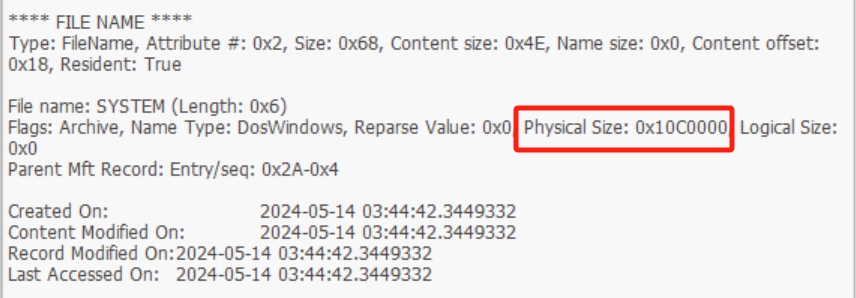 **** FILE NAME ****
Type: FileName, Attribute #: 0x2, Size: 0x68, Content size: 0x4E, Name size: 0x0, Content offset:
0x18, Resident: True
File name: SYSTEM (Length: 0x6)
Flags: Archive, Name Type: DosWindows, Reparse Value: 0x0, Physical Size: 0x10C0000, Logical Size:
0x0
Parent Mft Record: Entry/seq: 0x2A-0x4
Created On: 2024-05-14 03:44:42.3449332
Content Modified On: 2024-05-14 03:44:42.3449332
Record Modified On:2024-05-14 03:44:42.3449332
Last Accessed On: 2024-05-14 03:44:42.3449332